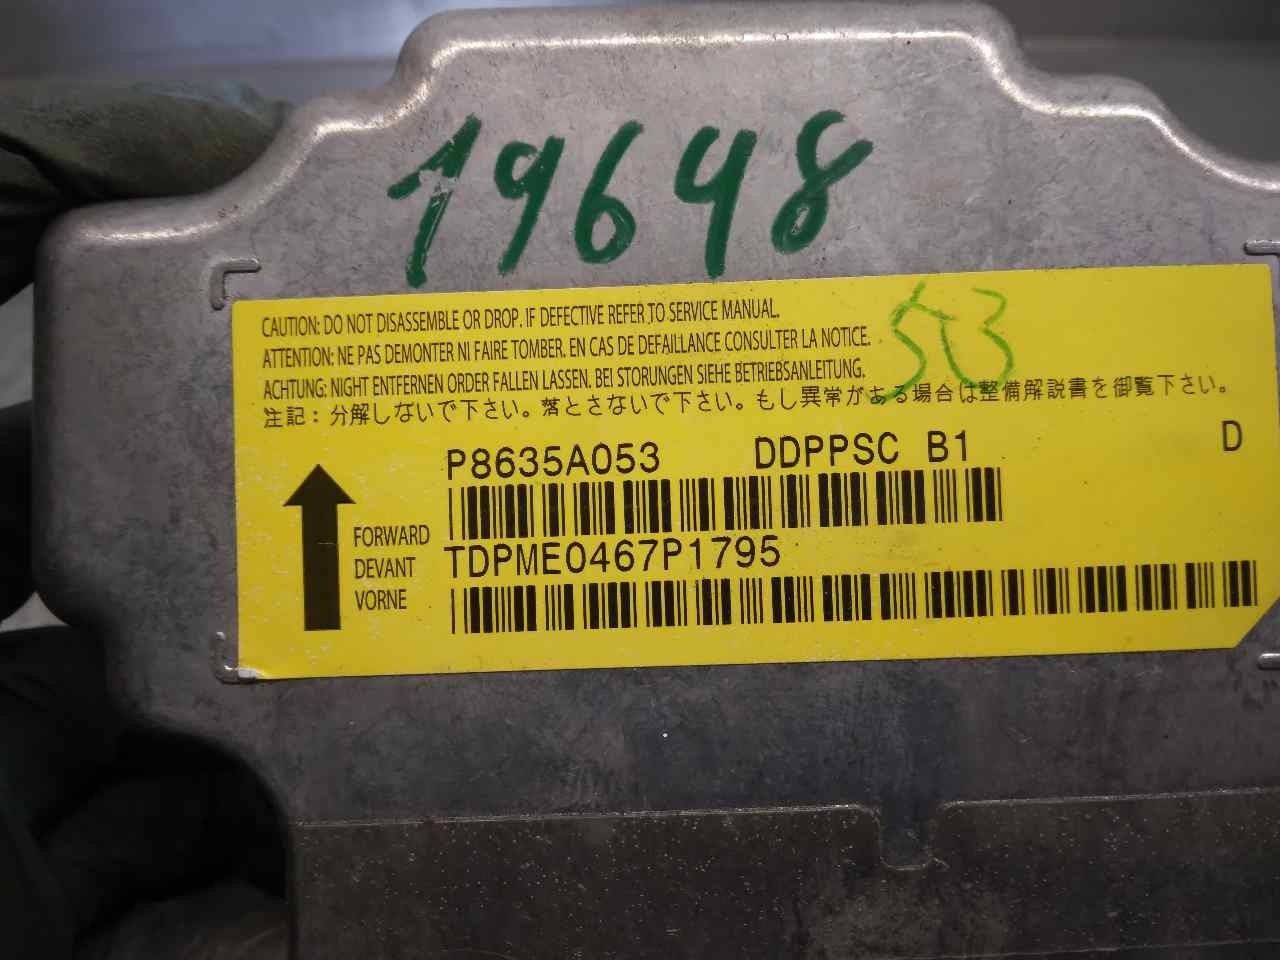 19648
CAUTION: DO NOT DISASSEMBLE OR DROP. IF DEFECTIVE REFER TO SERVICE MANUAL.
ATTENTION: NE PAS DEMONTER NI FAIRE TOMBER. EN CAS DE DEFAILLANCE CONSULTER LA NOTICE.
ACHTUNG: NIGHT ENTFERNEN ORDER FALLEN LASSEN. BEI STORUNGEN SIEHE BETRIEBSANLEITUNG.
注記：分解しないで下さい。落とさないで下さい。もし異常がある場合は整備解説書を御覧下さい。
P8635A053 DDPPSC B1 D
FORWARD
DEVANT
VORNE
TDPME0467P1795